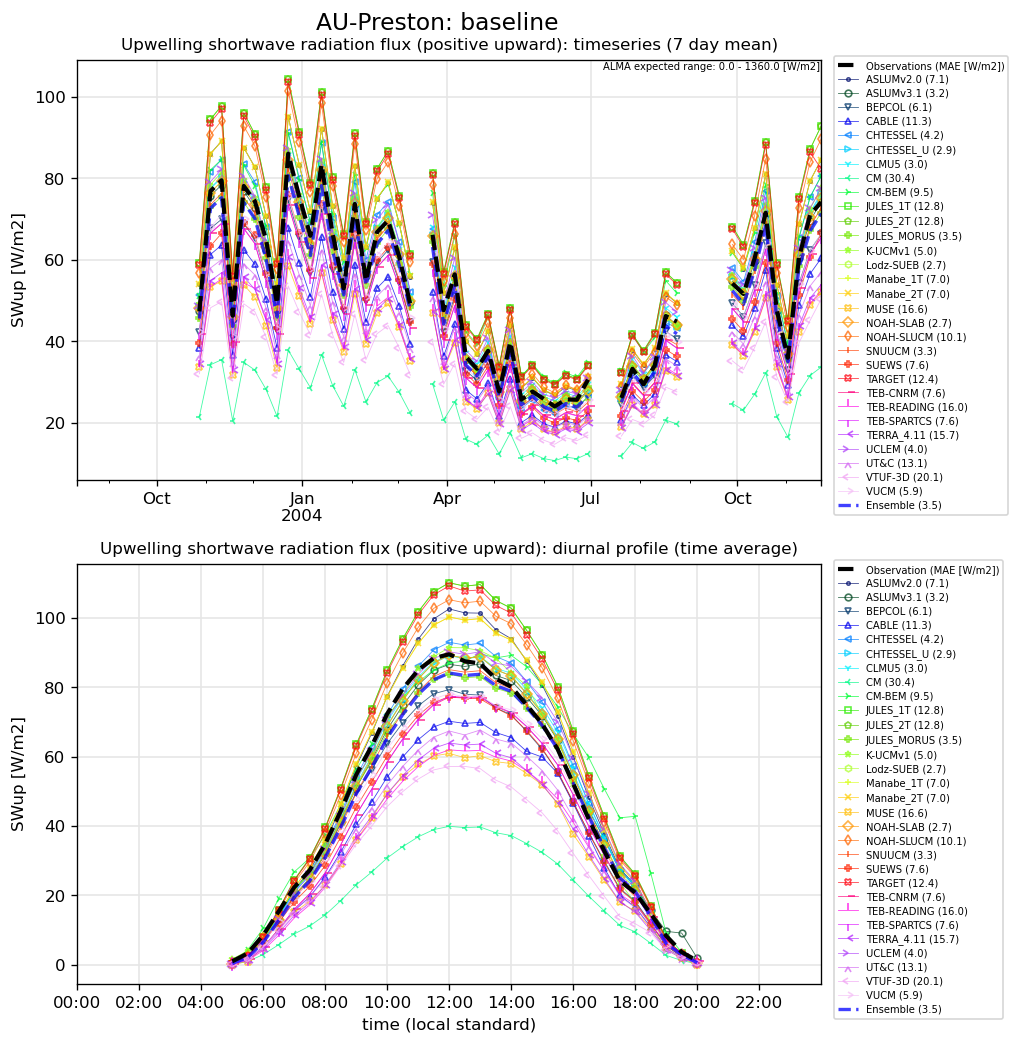 AU-Preston: baseline
Upwelling shortwave radiation flux (positive upward): timeseries (7 day mean)
ALMA expected range: 0.0 - 1360.0 [W/m2]
SWup [W/m2]
100
80
60
40
20
Oct
Jan
2004
Apr
Jul
Oct
Observations (MAE [W/m2])
ASLUMv2.0 (7.1)
ASLUMv3.1 (3.2)
BEPCOL (6.1)
CABLE (11.3)
CHTESSEL (4.2)
CHTESSEL_U (2.9)
CLMU5 (3.0)
CM (30.4)
CM-BEM (9.5)
JULES_1T (12.8)
JULES_2T (12.8)
JULES_MORUS (3.5)
K-UCMv1 (5.0)
Lodz-SUEB (2.7)
Manabe_1T (7.0)
Manabe_2T (7.0)
MUSE (16.6)
NOAH-SLAB (2.7)
NOAH-SLUCM (10.1)
SNUUCM (3.3)
SUEWS (7.6)
TARGET (12.4)
TEB-CNRM (7.6)
TEB-READING (16.0)
TEB-SPARTCS (7.6)
TERRA_4.11 (15.7)
UCLEM (4.0)
UT&C (13.1)
VTUF-3D (20.1)
VUCM (5.9)
Ensemble (3.5)
Upwelling shortwave radiation flux (positive upward): diurnal profile (time average)
SWup [W/m2]
100
80
60
40
20
0
00:00
02:00
04:00
06:00
08:00
10:00
12:00
14:00
16:00
18:00
20:00
22:00
time (local standard)
Observation (MAE [W/m2])
ASLUMv2.0 (7.1)
ASLUMv3.1 (3.2)
BEPCOL (6.1)
CABLE (11.3)
CHTESSEL (4.2)
CHTESSEL_U (2.9)
CLMU5 (3.0)
CM (30.4)
CM-BEM (9.5)
JULES_1T (12.8)
JULES_2T (12.8)
JULES_MORUS (3.5)
K-UCMv1 (5.0)
Lodz-SUEB (2.7)
Manabe_1T (7.0)
Manabe_2T (7.0)
MUSE (16.6)
NOAH-SLAB (2.7)
NOAH-SLUCM (10.1)
SNUUCM (3.3)
SUEWS (7.6)
TARGET (12.4)
TEB-CNRM (7.6)
TEB-READING (16.0)
TEB-SPARTCS (7.6)
TERRA_4.11 (15.7)
UCLEM (4.0)
UT&C (13.1)
VTUF-3D (20.1)
VUCM (5.9)
Ensemble (3.5)